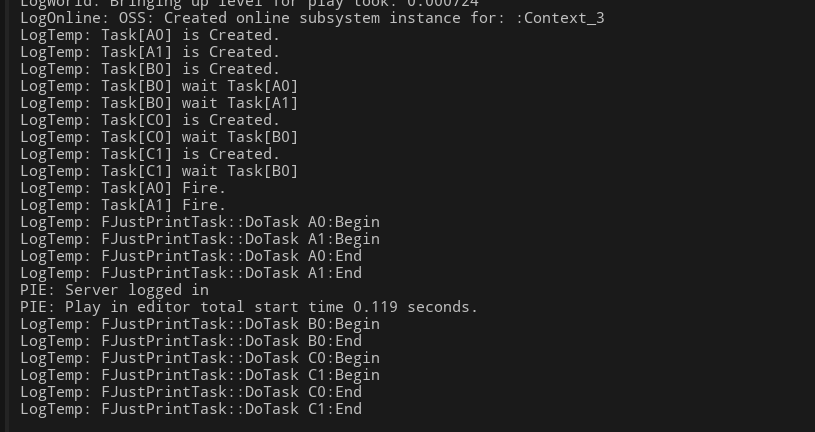 LogWorld: Bringing up level for play took: 0.000724
LogOnline: OSS: Created online subsystem instance for: :Context_3
LogTemp: Task[A0] is Created.
LogTemp: Task[A1] is Created.
LogTemp: Task[B0] is Created.
LogTemp: Task[B0] wait Task[A0]
LogTemp: Task[B0] wait Task[A1]
LogTemp: Task[C0] is Created.
LogTemp: Task[C0] wait Task[B0]
LogTemp: Task[C1] is Created.
LogTemp: Task[C1] wait Task[B0]
LogTemp: Task[A0] Fire.
LogTemp: Task[A1] Fire.
LogTemp: FJustPrintTask::DoTask A0:Begin
LogTemp: FJustPrintTask::DoTask A1:Begin
LogTemp: FJustPrintTask::DoTask A0:End
LogTemp: FJustPrintTask::DoTask A1:End
PIE: Server logged in
PIE: Play in editor total start time 0.119 seconds.
LogTemp: FJustPrintTask::DoTask B0:Begin
LogTemp: FJustPrintTask::DoTask B0:End
LogTemp: FJustPrintTask::DoTask C0:Begin
LogTemp: FJustPrintTask::DoTask C1:Begin
LogTemp: FJustPrintTask::DoTask C0:End
LogTemp: FJustPrintTask::DoTask C1:End